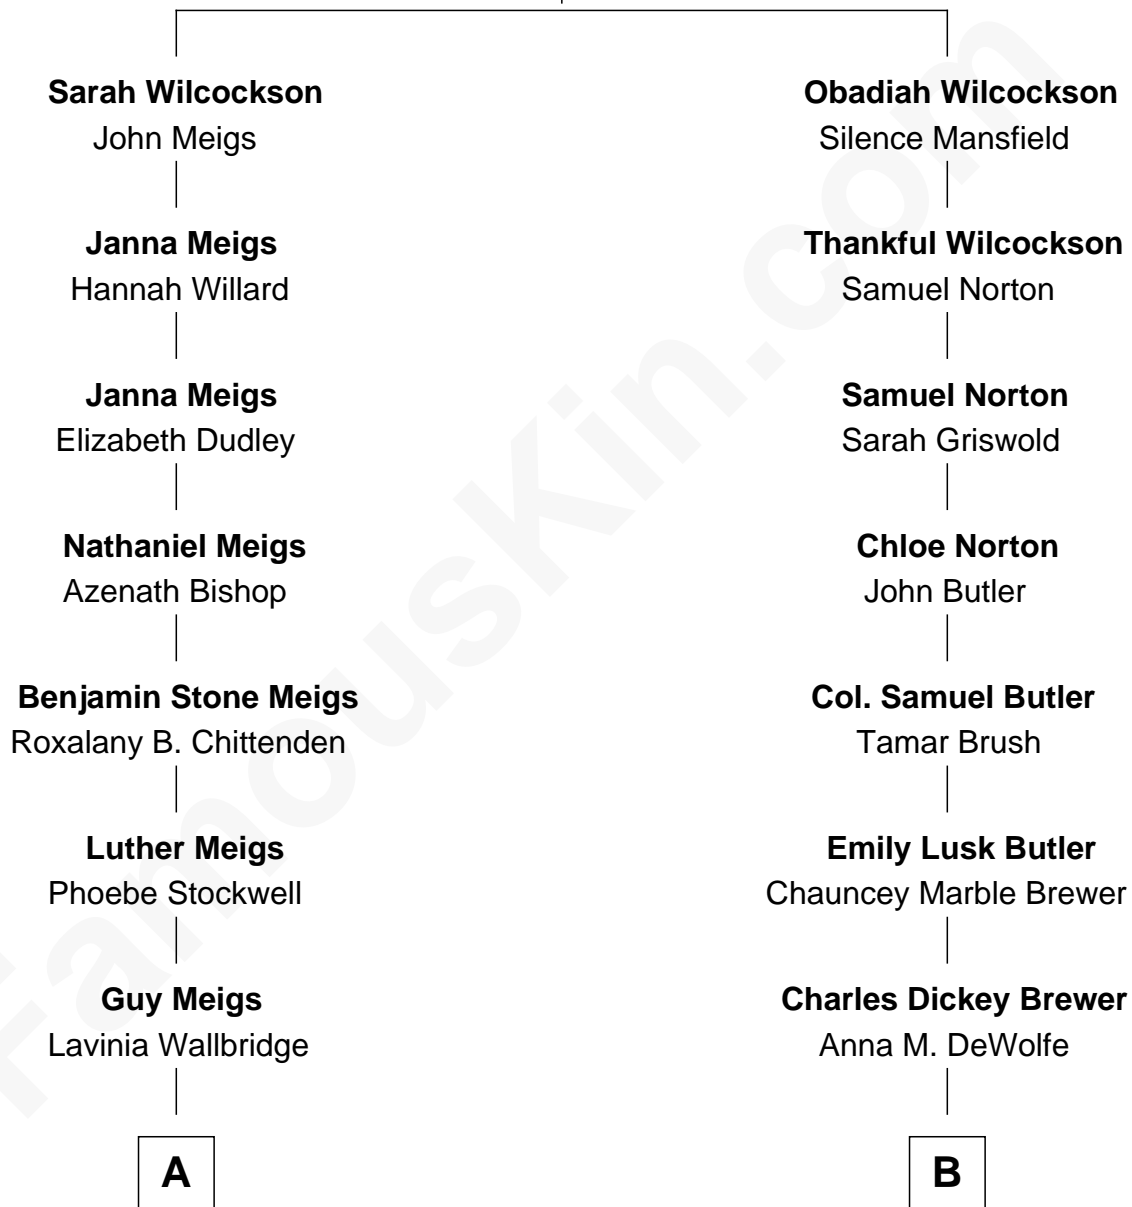 Sarah Wilcockson
John Meigs
Janna Meigs
Hannah Willard
Janna Meigs
Elizabeth Dudley
Nathaniel Meigs
Azenath Bishop
Benjamin Stone Meigs
Roxalany B. Chittenden
Luther Meigs
Phoebe Stockwell
Guy Meigs
Lavinia Wallbridge
A
Obadiah Wilcockson
Silence Mansfield
Thankful Wilcockson
Samuel Norton
Samuel Norton
Sarah Griswold
Chloe Norton
John Butler
Col. Samuel Butler
Tamar Brush
Emily Lusk Butler
Chauncey Marble Brewer
Charles Dickey Brewer
Anna M. DeWolfe
B
FamousKin.com